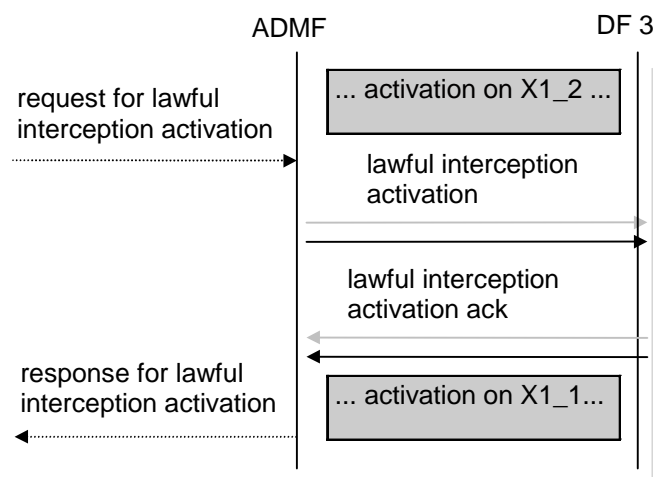 ADMF
DF 3
... activation on X1_2 ...
request for lawful
interception activation
lawful interception
activation
lawful interception
activation ack
response for lawful
interception activation
... activation on X1_1...